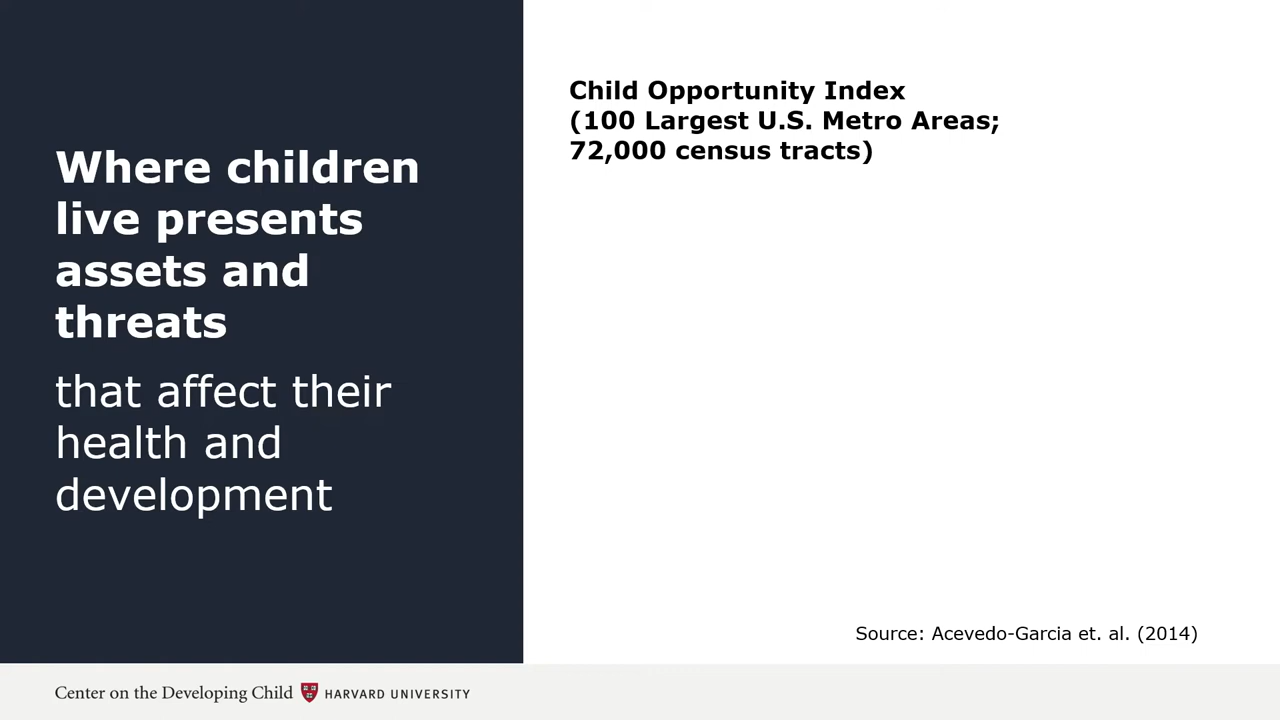 Where children
live presents
assets and
threats
that affect their
health and
development
Child Opportunity Index
(100 Largest U.S. Metro Areas;
72,000 census tracts)
Source: Acevedo-Garcia et. al. (2014)
Center on the Developing Child HARVARD UNIVERSITY